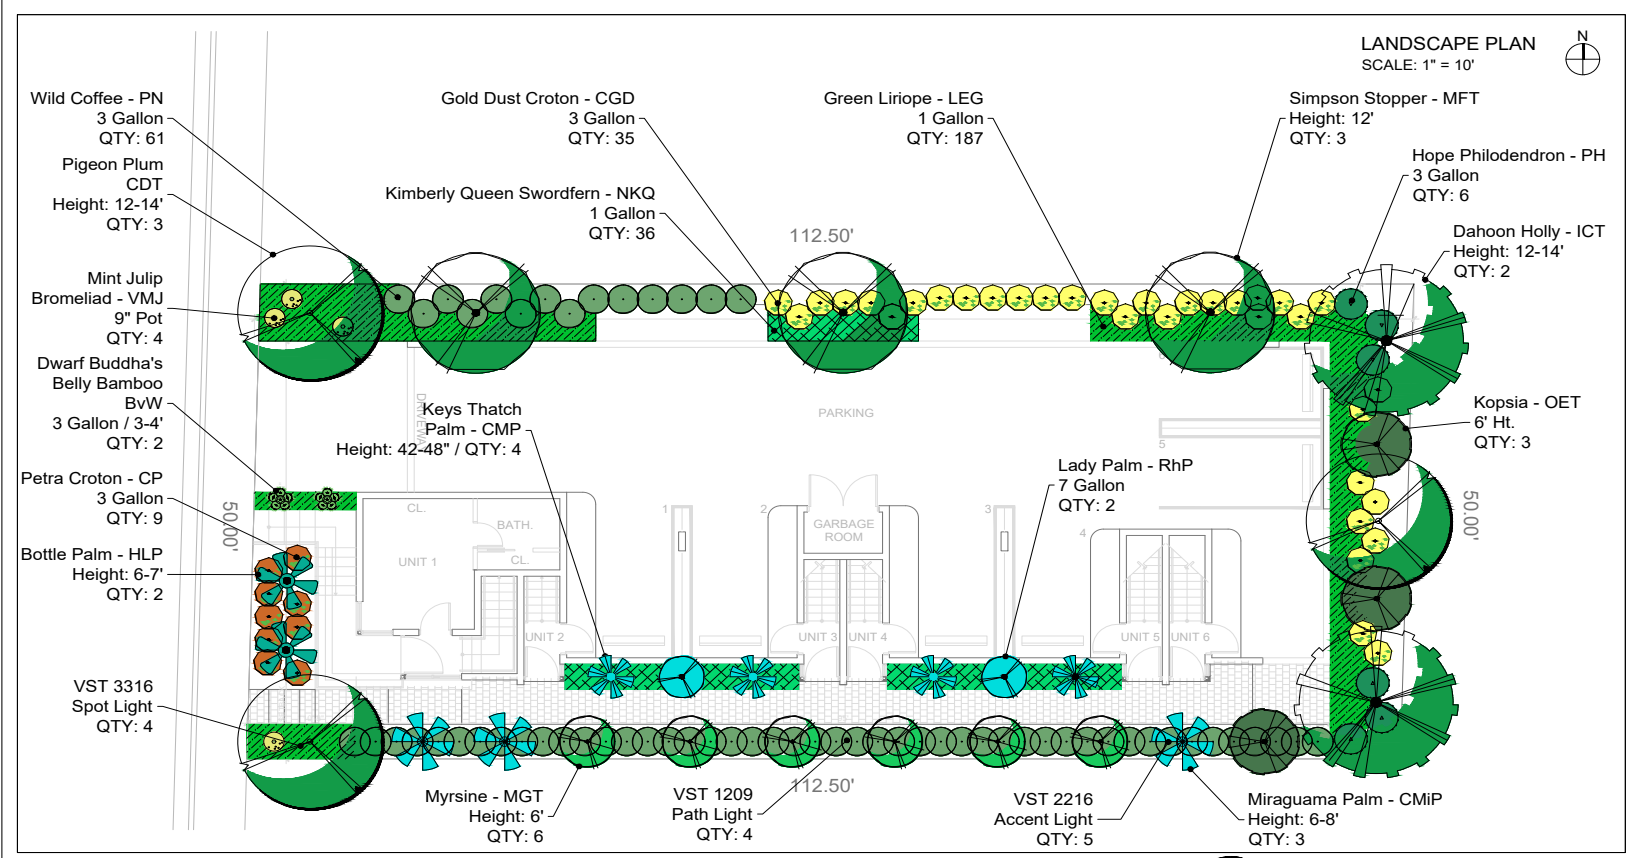 LANDSCAPE PLAN
SCALE: 1" = 10'
N
Wild Coffee - PN
3 Gallon
QTY: 61
Gold Dust Croton - CGD
3 Gallon
QTY: 35
Green Liriope - LEG
1 Gallon
QTY: 187
Simpson Stopper - MFT
Height: 12'
QTY: 3
Pigeon Plum
CDT
Height: 12-14'
QTY: 3
Kimberly Queen Swordfern - NKQ
1 Gallon
QTY: 36
Hope Philodendron - PH
3 Gallon
QTY: 6
112.50'
Dahoon Holly - ICT
Height: 12-14'
QTY: 2
Mint Julip
Bromeliad - VMJ
9" Pot
QTY: 4
Dwarf Buddha's
Belly Bamboo
BvW
3 Gallon / 3-4'
QTY: 2
DRIVEWAY
Keys Thatch
Palm - CMP
Height: 42-48" / QTY: 4
PARKING
Kopsia - OET
6' Ht.
QTY: 3
5
Lady Palm - RhP
7 Gallon
QTY: 2
Petra Croton - CP
3 Gallon
QTY: 9
50.00'
CL.
BATH.
CL.
UNIT 1
1
2
GARBAGE
ROOM
3
4
50.00'
Bottle Palm - HLP
Height: 6-7'
QTY: 2
UNIT 2
UNIT 3
UNIT 4
UNIT 5
UNIT 6
VST 3316
Spot Light
QTY: 4
112.50'
Myrsine - MGT
Height: 6'
QTY: 6
VST 1209
Path Light
QTY: 4
VST 2216
Accent Light
QTY: 5
Miraguama Palm - CMiP
Height: 6-8'
QTY: 3